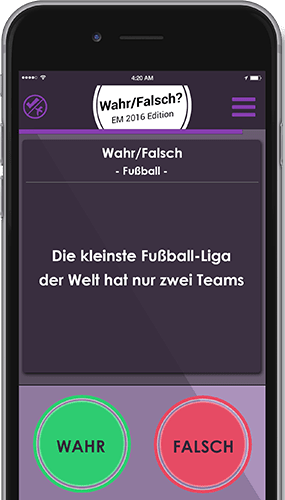 4:20 AM
Wahr/Falsch?
EM 2016 Edition
Wahr/Falsch
- Fußball -
Die kleinste Fußball-Liga
der Welt hat nur zwei Teams
WAHR
FALSCH